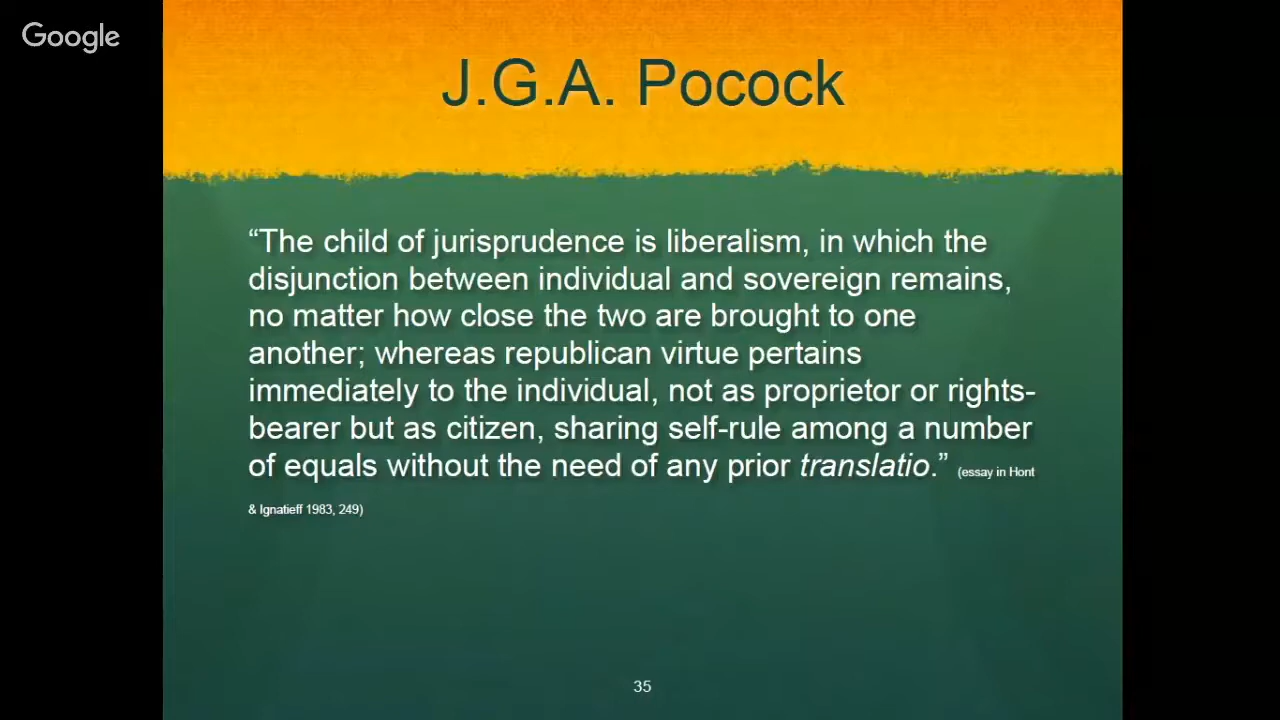 Google
J.G.A. Pocock
“The child of jurisprudence is liberalism, in which the
disjunction between individual and sovereign remains,
no matter how close the two are brought to one
another; whereas republican virtue pertains
immediately to the individual, not as proprietor or rights-
bearer but as citizen, sharing self-rule among a number
of equals without the need of any prior translatio.” (essay in Hont
& Ignatieff 1983, 249)
35